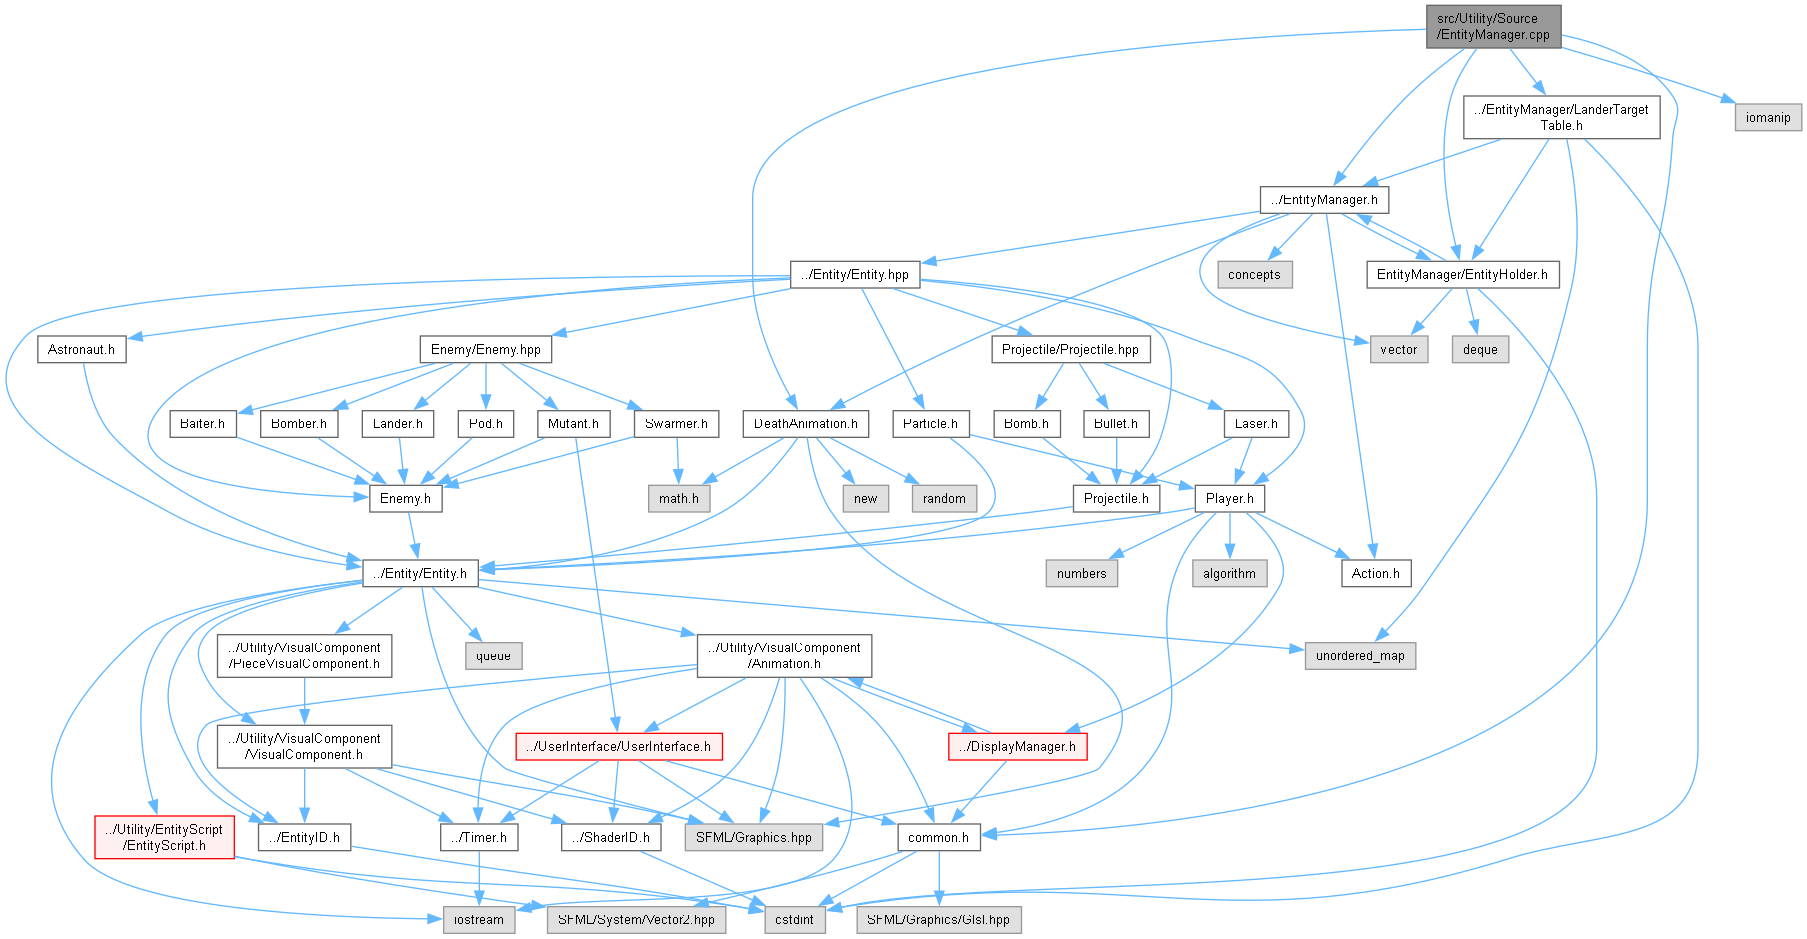 src/Utility/Source
/EntityManager.cpp
../EntityManager/LanderTarget
Table.h
iomanip
../EntityManager.h
../Entity/Entity.hpp
concepts
EntityManager/EntityHolder.h
Astronaut.h
Enemy/Enemy.hpp
Projectile/Projectile.hpp
vector
deque
Baiter.h
Bomber.h
Lander.h
Pod.h
Mutant.h
Swarmer.h
DeathAnimation.h
Particle.h
Bomb.h
Bullet.h
Laser.h
Enemy.h
math.h
new
random
Projectile.h
Player.h
../Entity/Entity.h
numbers
algorithm
Action.h
../Utility/VisualComponent
/PieceVisualComponent.h
queue
../Utility/VisualComponent
/Animation.h
unordered_map
../Utility/VisualComponent
/VisualComponent.h
../UserInterface/UserInterface.h
../DisplayManager.h
../Utility/EntityScript
/EntityScript.h
../EntityID.h
../Timer.h
../ShaderID.h
SFML/Graphics.hpp
common.h
iostream
SFML/System/Vector2.hpp
cstdint
SFML/Graphics/Glsl.hpp